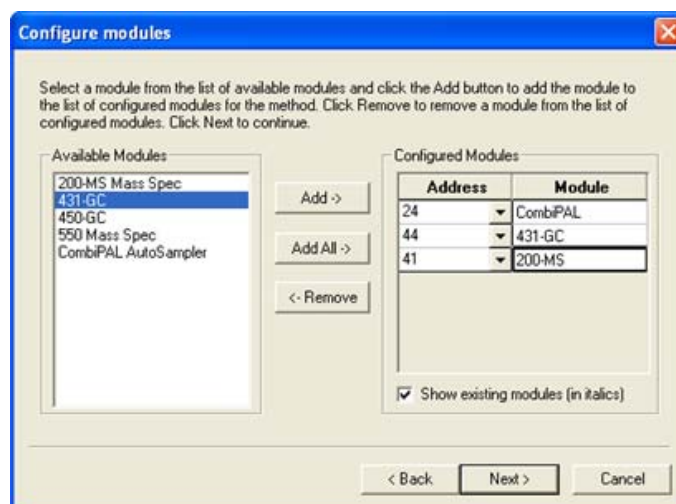 Configure modules
Select a module from the list of available modules and click the Add button to add the module to
the list of configured modules for the method. Click Remove to remove a module from the list of
configured modules. Click Next to continue.
Available Modules
200-MS Mass Spec
431-GC
450-GC
550 Mass Spec
CombiPAL AutoSampler
Add ->
Add All ->
<- Remove
Configured Modules
Address Module
24 CombiPAL
44 431-GC
41 200-MS
Show existing modules (in italics)
< Back Next > Cancel